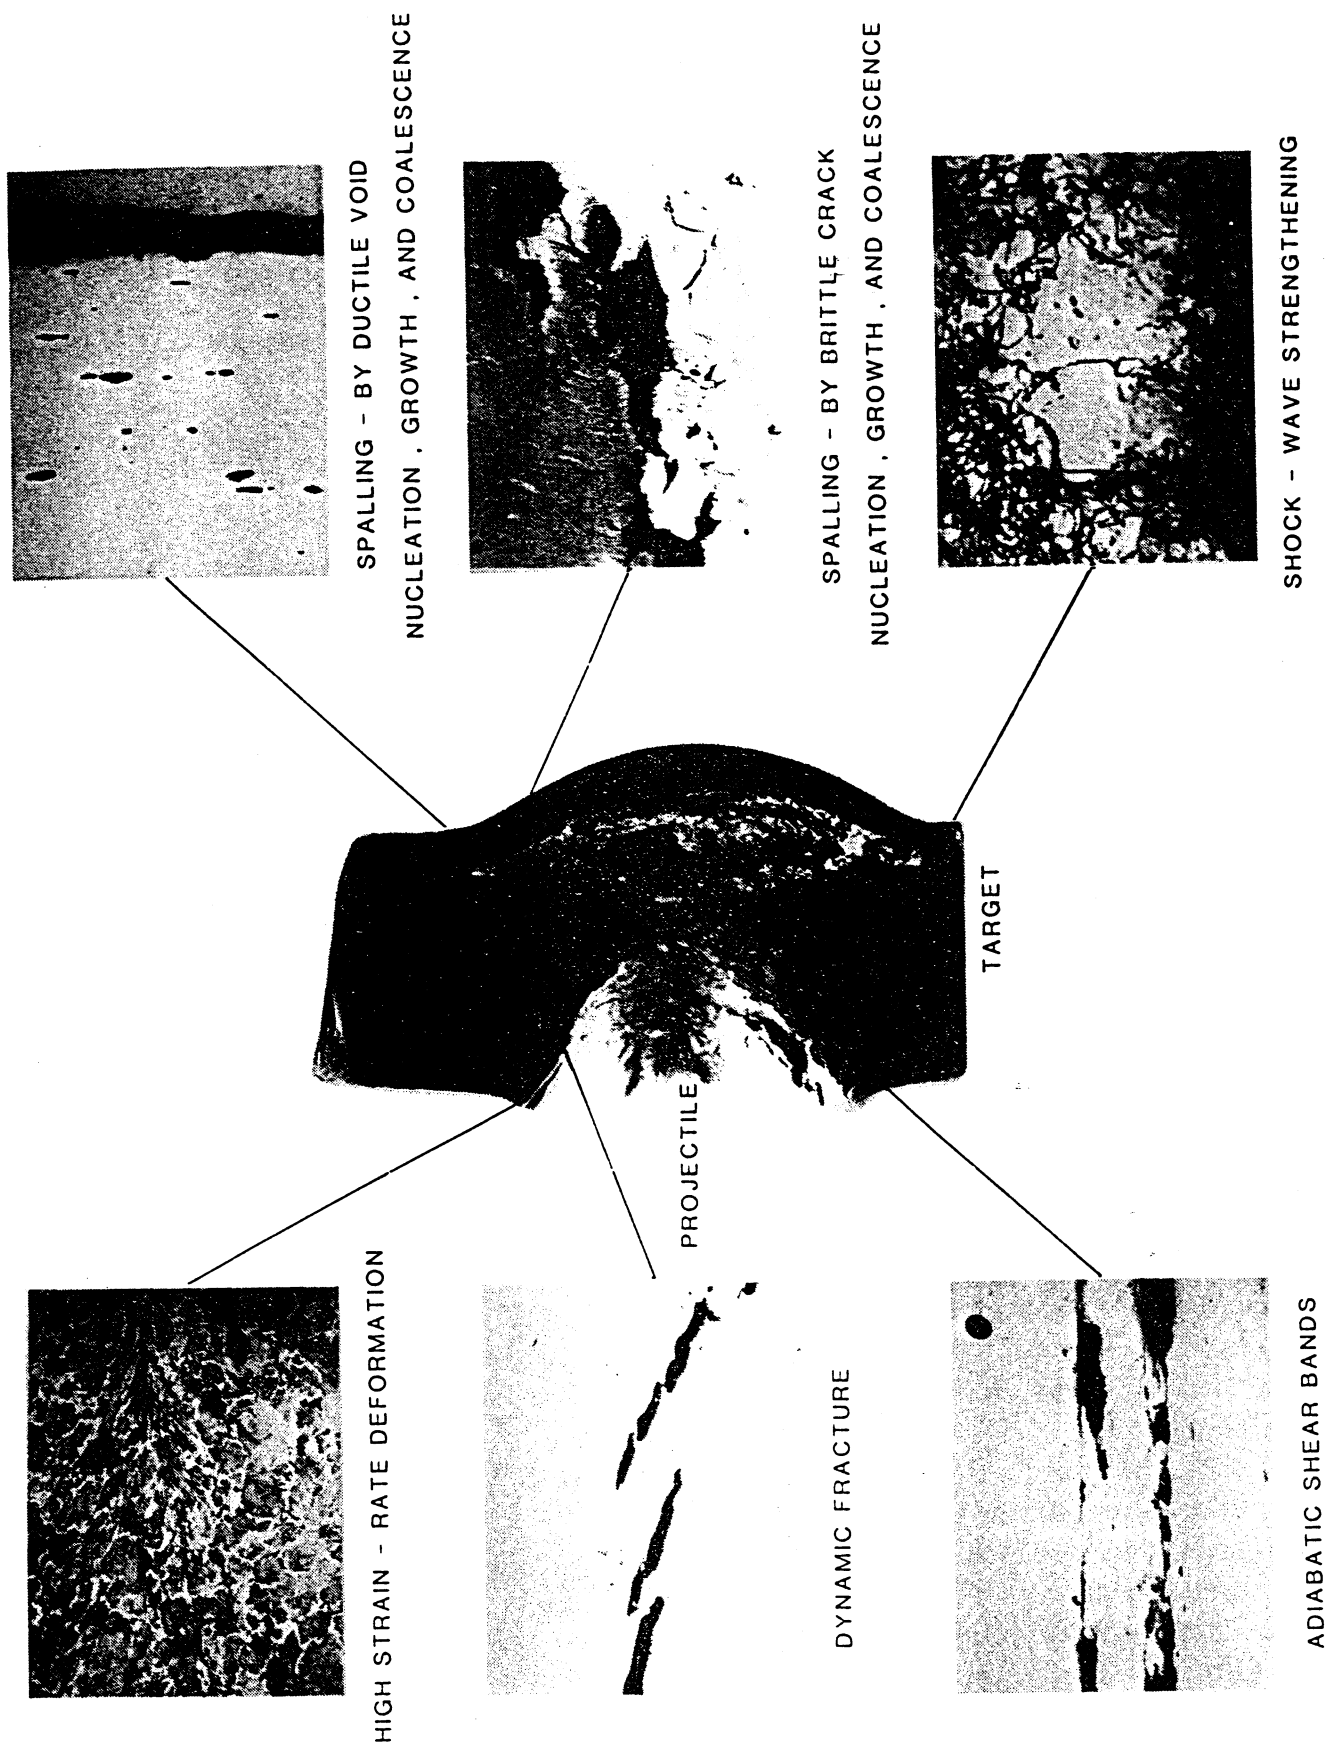 HIGH STRAIN - RATE DEFORMATION
SPALLING - BY DUCTILE VOID
NUCLEATION, GROWTH, AND COALESCENCE
PROJECTILE
DYNAMIC FRACTURE
SPALLING - BY BRITTLE CRACK
NUCLEATION, GROWTH, AND COALESCENCE
TARGET
ADIABATIC SHEAR BANDS
SHOCK - WAVE STRENGTHENING